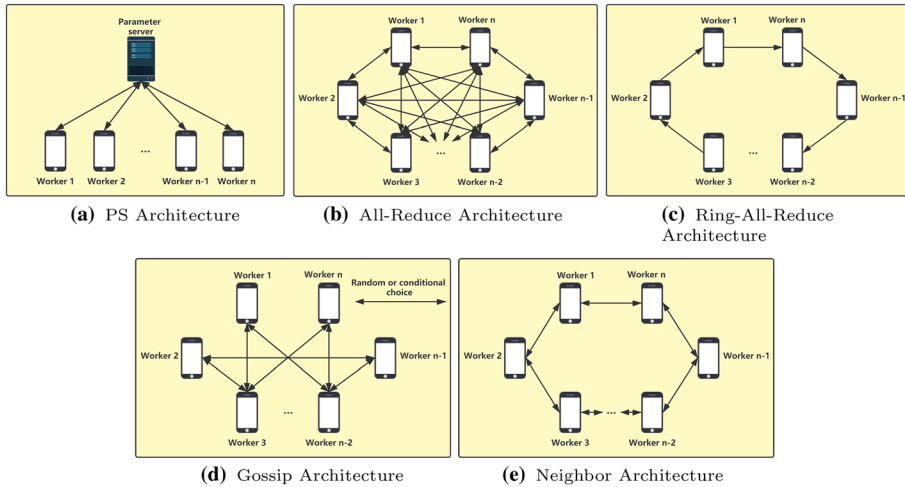 Parameter
server
Worker 1 Worker 2 ... Worker n-1 Worker n
(a) PS Architecture
Worker 1 Worker n
Worker 2 Worker n-1
...
Worker 3 Worker n-2
(b) All-Reduce Architecture
Worker 1 Worker n
Worker 2 Worker n-1
...
Worker 3 Worker n-2
(c) Ring-All-Reduce
Architecture
Worker 1 Worker n
Random or conditional
choice
Worker 2 Worker n-1
...
Worker 3 Worker n-2
(d) Gossip Architecture
Worker 1 Worker n
Worker 2 Worker n-1
...
Worker 3 Worker n-2
(e) Neighbor Architecture